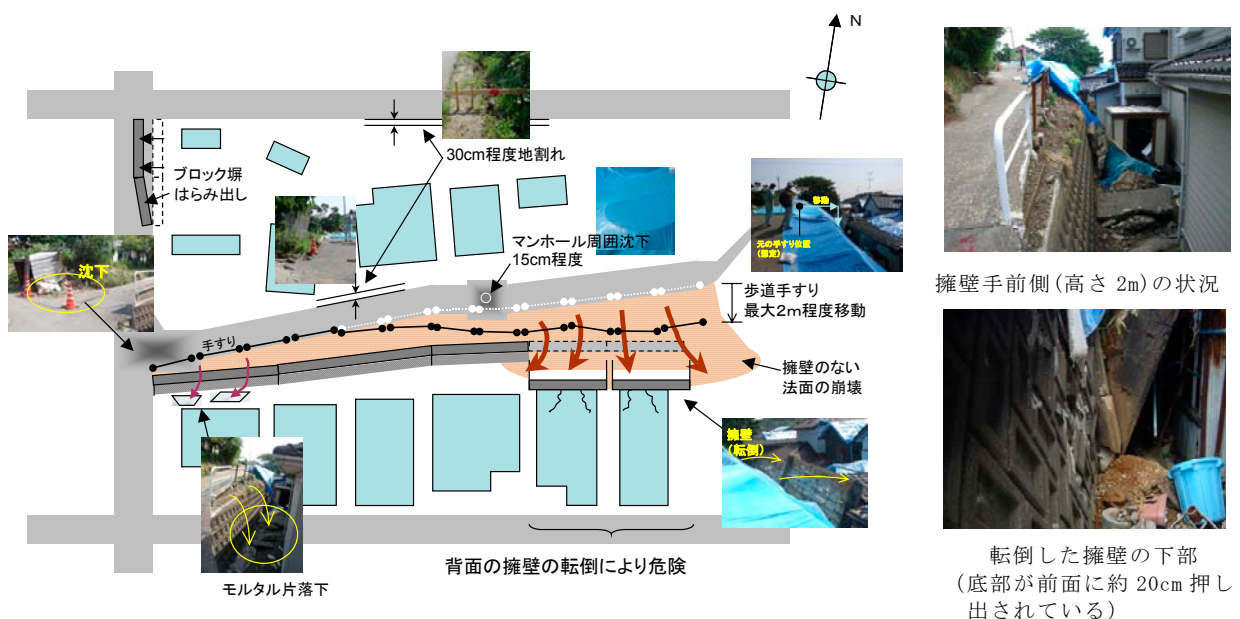 N
30cm程度地割れ
ブロック塀
はらみ出し
移動
元の手すり位置
(想定)
沈下
マンホール周囲沈下
15cm程度
歩道手すり
最大2m程度移動
手すり
擁壁のない
法面の崩壊
擁壁
(転倒)
モルタル片落下
背面の擁壁の転倒により危険
擁壁手前側(高さ 2m)の状況
転倒した擁壁の下部
(底部が前面に約 20cm 押し
出されている)